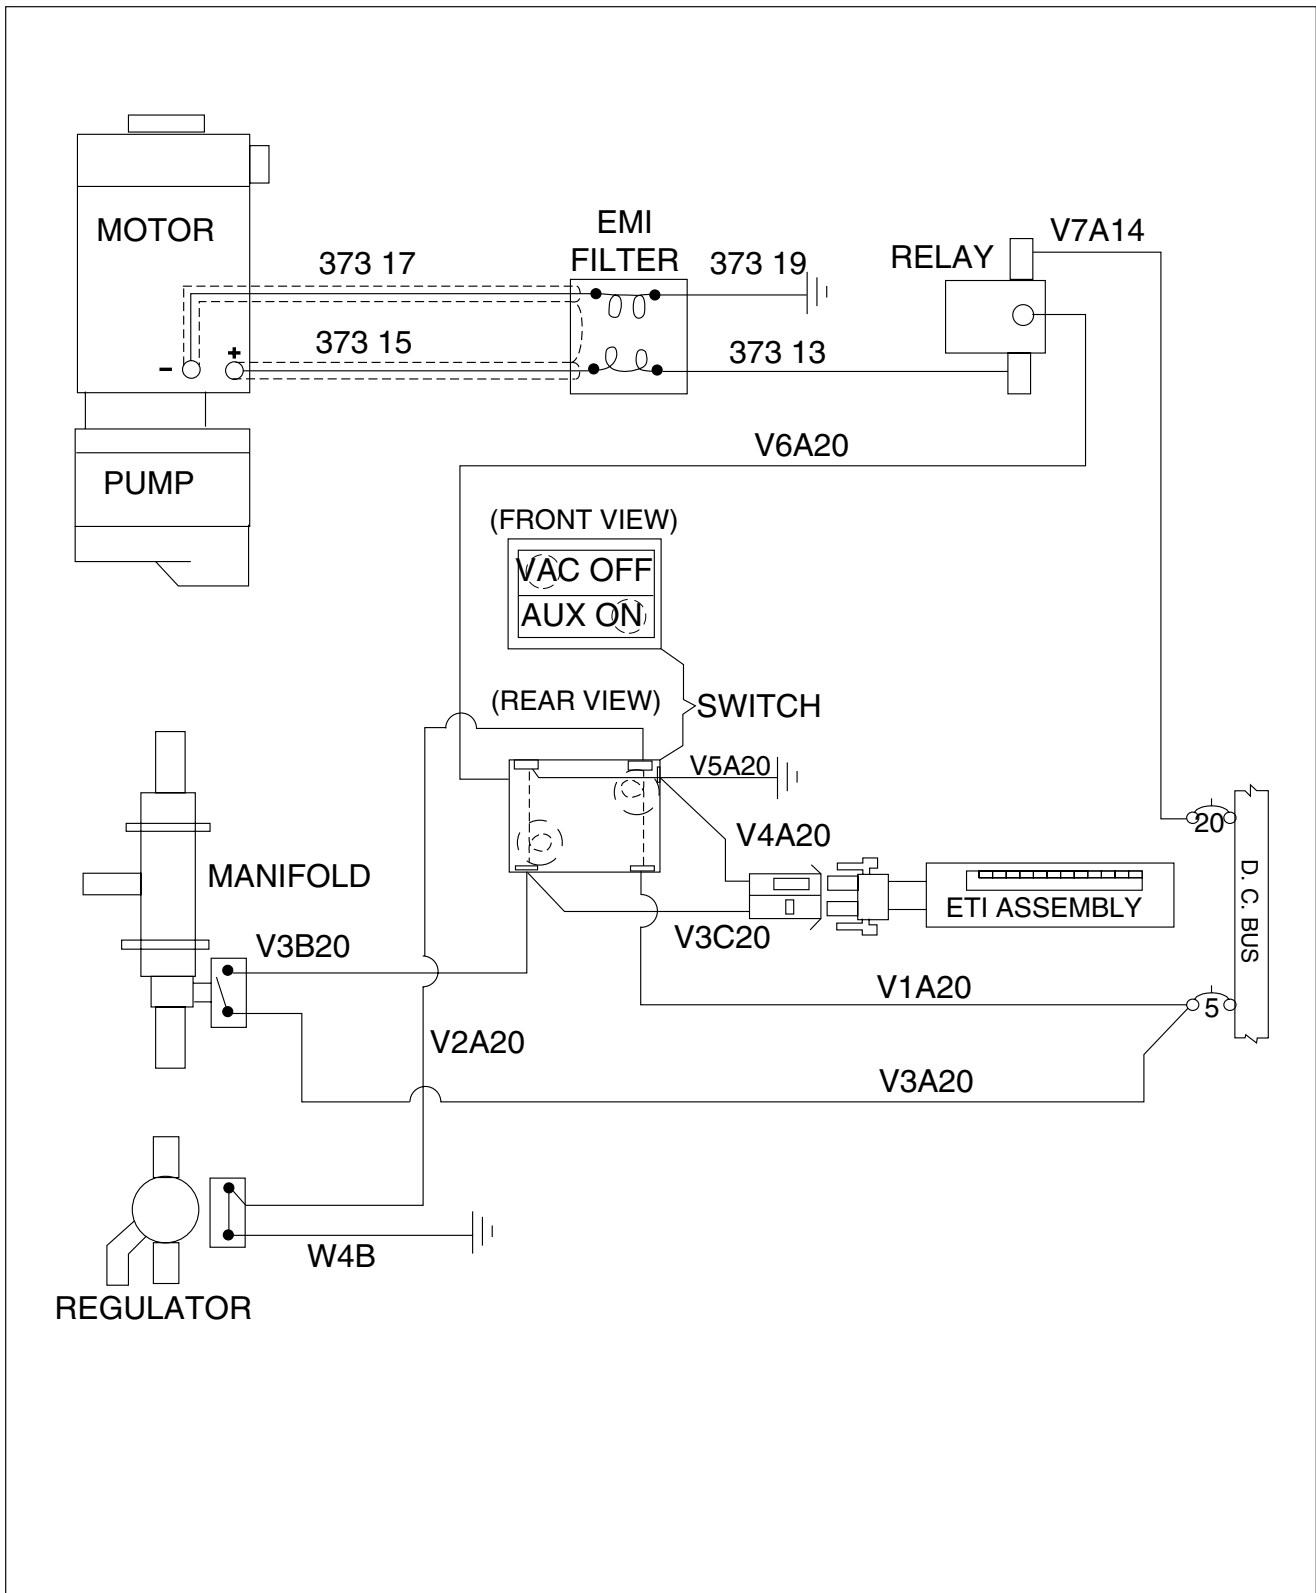 MOTOR
- +
PUMP
373 17
373 15
EMI
FILTER
373 19
373 13
RELAY
V7A14
V6A20
(FRONT VIEW)
VAC OFF
AUX ON
(REAR VIEW)
SWITCH
V5A20
V4A20
V3C20
ETI ASSEMBLY
20
D. C. BUS
5
MANIFOLD
V3B20
V1A20
V2A20
V3A20
W4B
REGULATOR